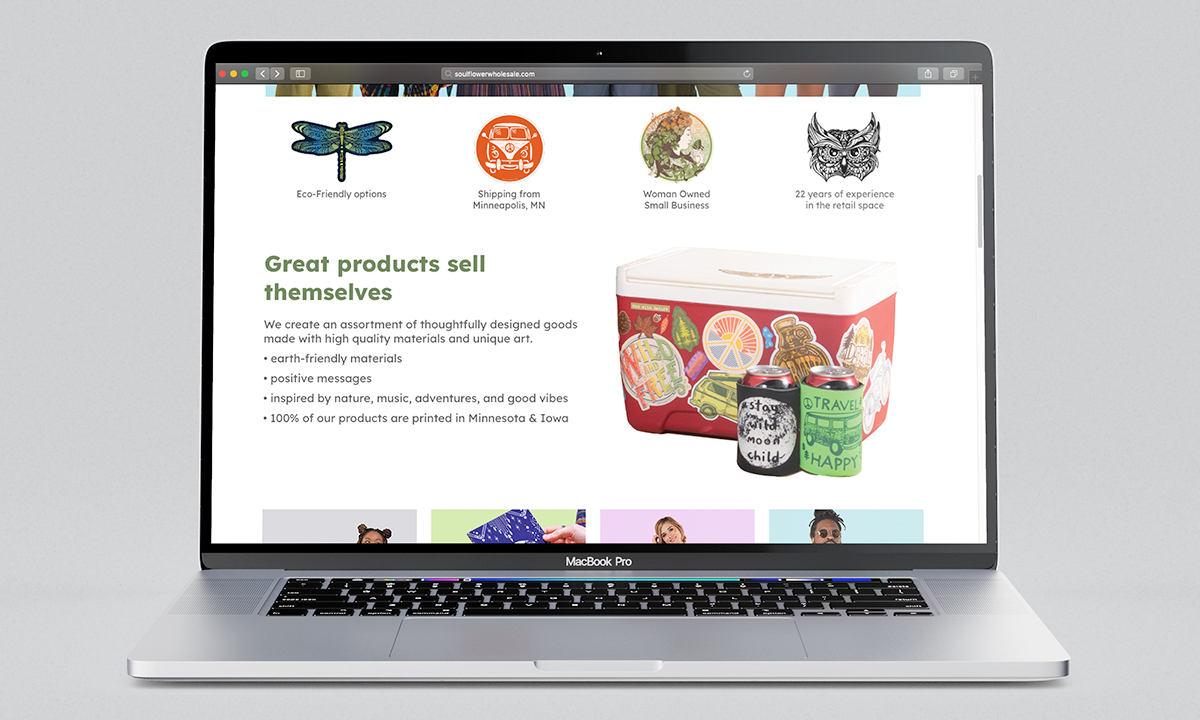 soulflowerwholesale.com
Eco-Friendly options
Shipping from
Minneapolis, MN
Woman Owned
Small Business
22 years of experience
in the retail space
Great products sell
themselves
We create an assortment of thoughtfully designed goods
made with high quality materials and unique art.
• earth-friendly materials
• positive messages
• inspired by nature, music, adventures, and good vibes
• 100% of our products are printed in Minnesota & Iowa
WILD
AND
FREE
stay
wild
moon
child
TRAVEL
HAPPY
MacBook Pro